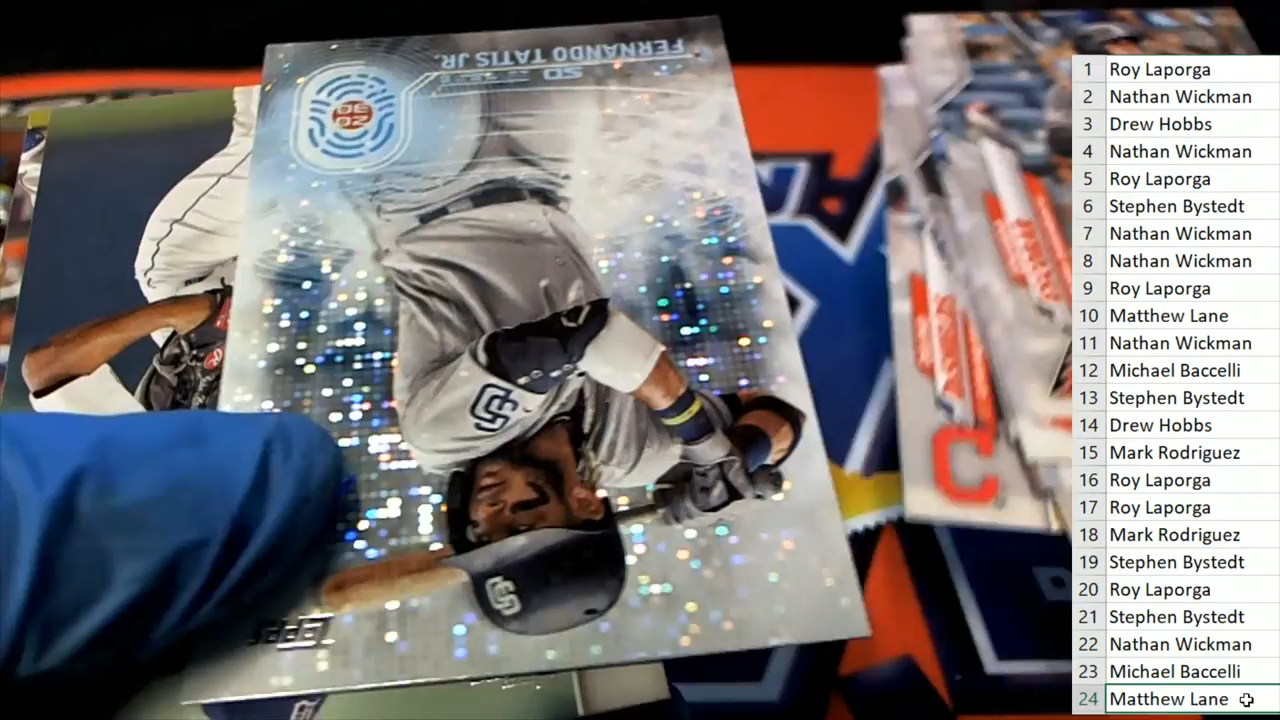 FERNANDO TATIS JR.
SD
20
30
SD
SD
C
1 Roy Laporga
2 Nathan Wickman
3 Drew Hobbs
4 Nathan Wickman
5 Roy Laporga
6 Stephen Bystedt
7 Nathan Wickman
8 Nathan Wickman
9 Roy Laporga
10 Matthew Lane
11 Nathan Wickman
12 Michael Baccelli
13 Stephen Bystedt
14 Drew Hobbs
15 Mark Rodriguez
16 Roy Laporga
17 Roy Laporga
18 Mark Rodriguez
19 Stephen Bystedt
20 Roy Laporga
21 Stephen Bystedt
22 Nathan Wickman
23 Michael Baccelli
24 Matthew Lane